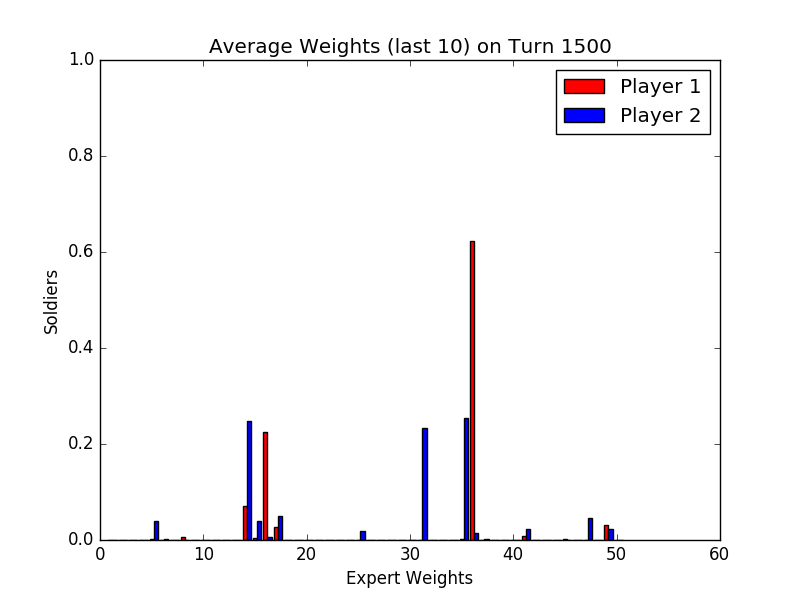 Average Weights (last 10) on Turn 1500
1.0
Player 1
Player 2
0.8
0.6
Soldiers
0.4
0.2
0.0
0 10 20 30 40 50 60
Expert Weights